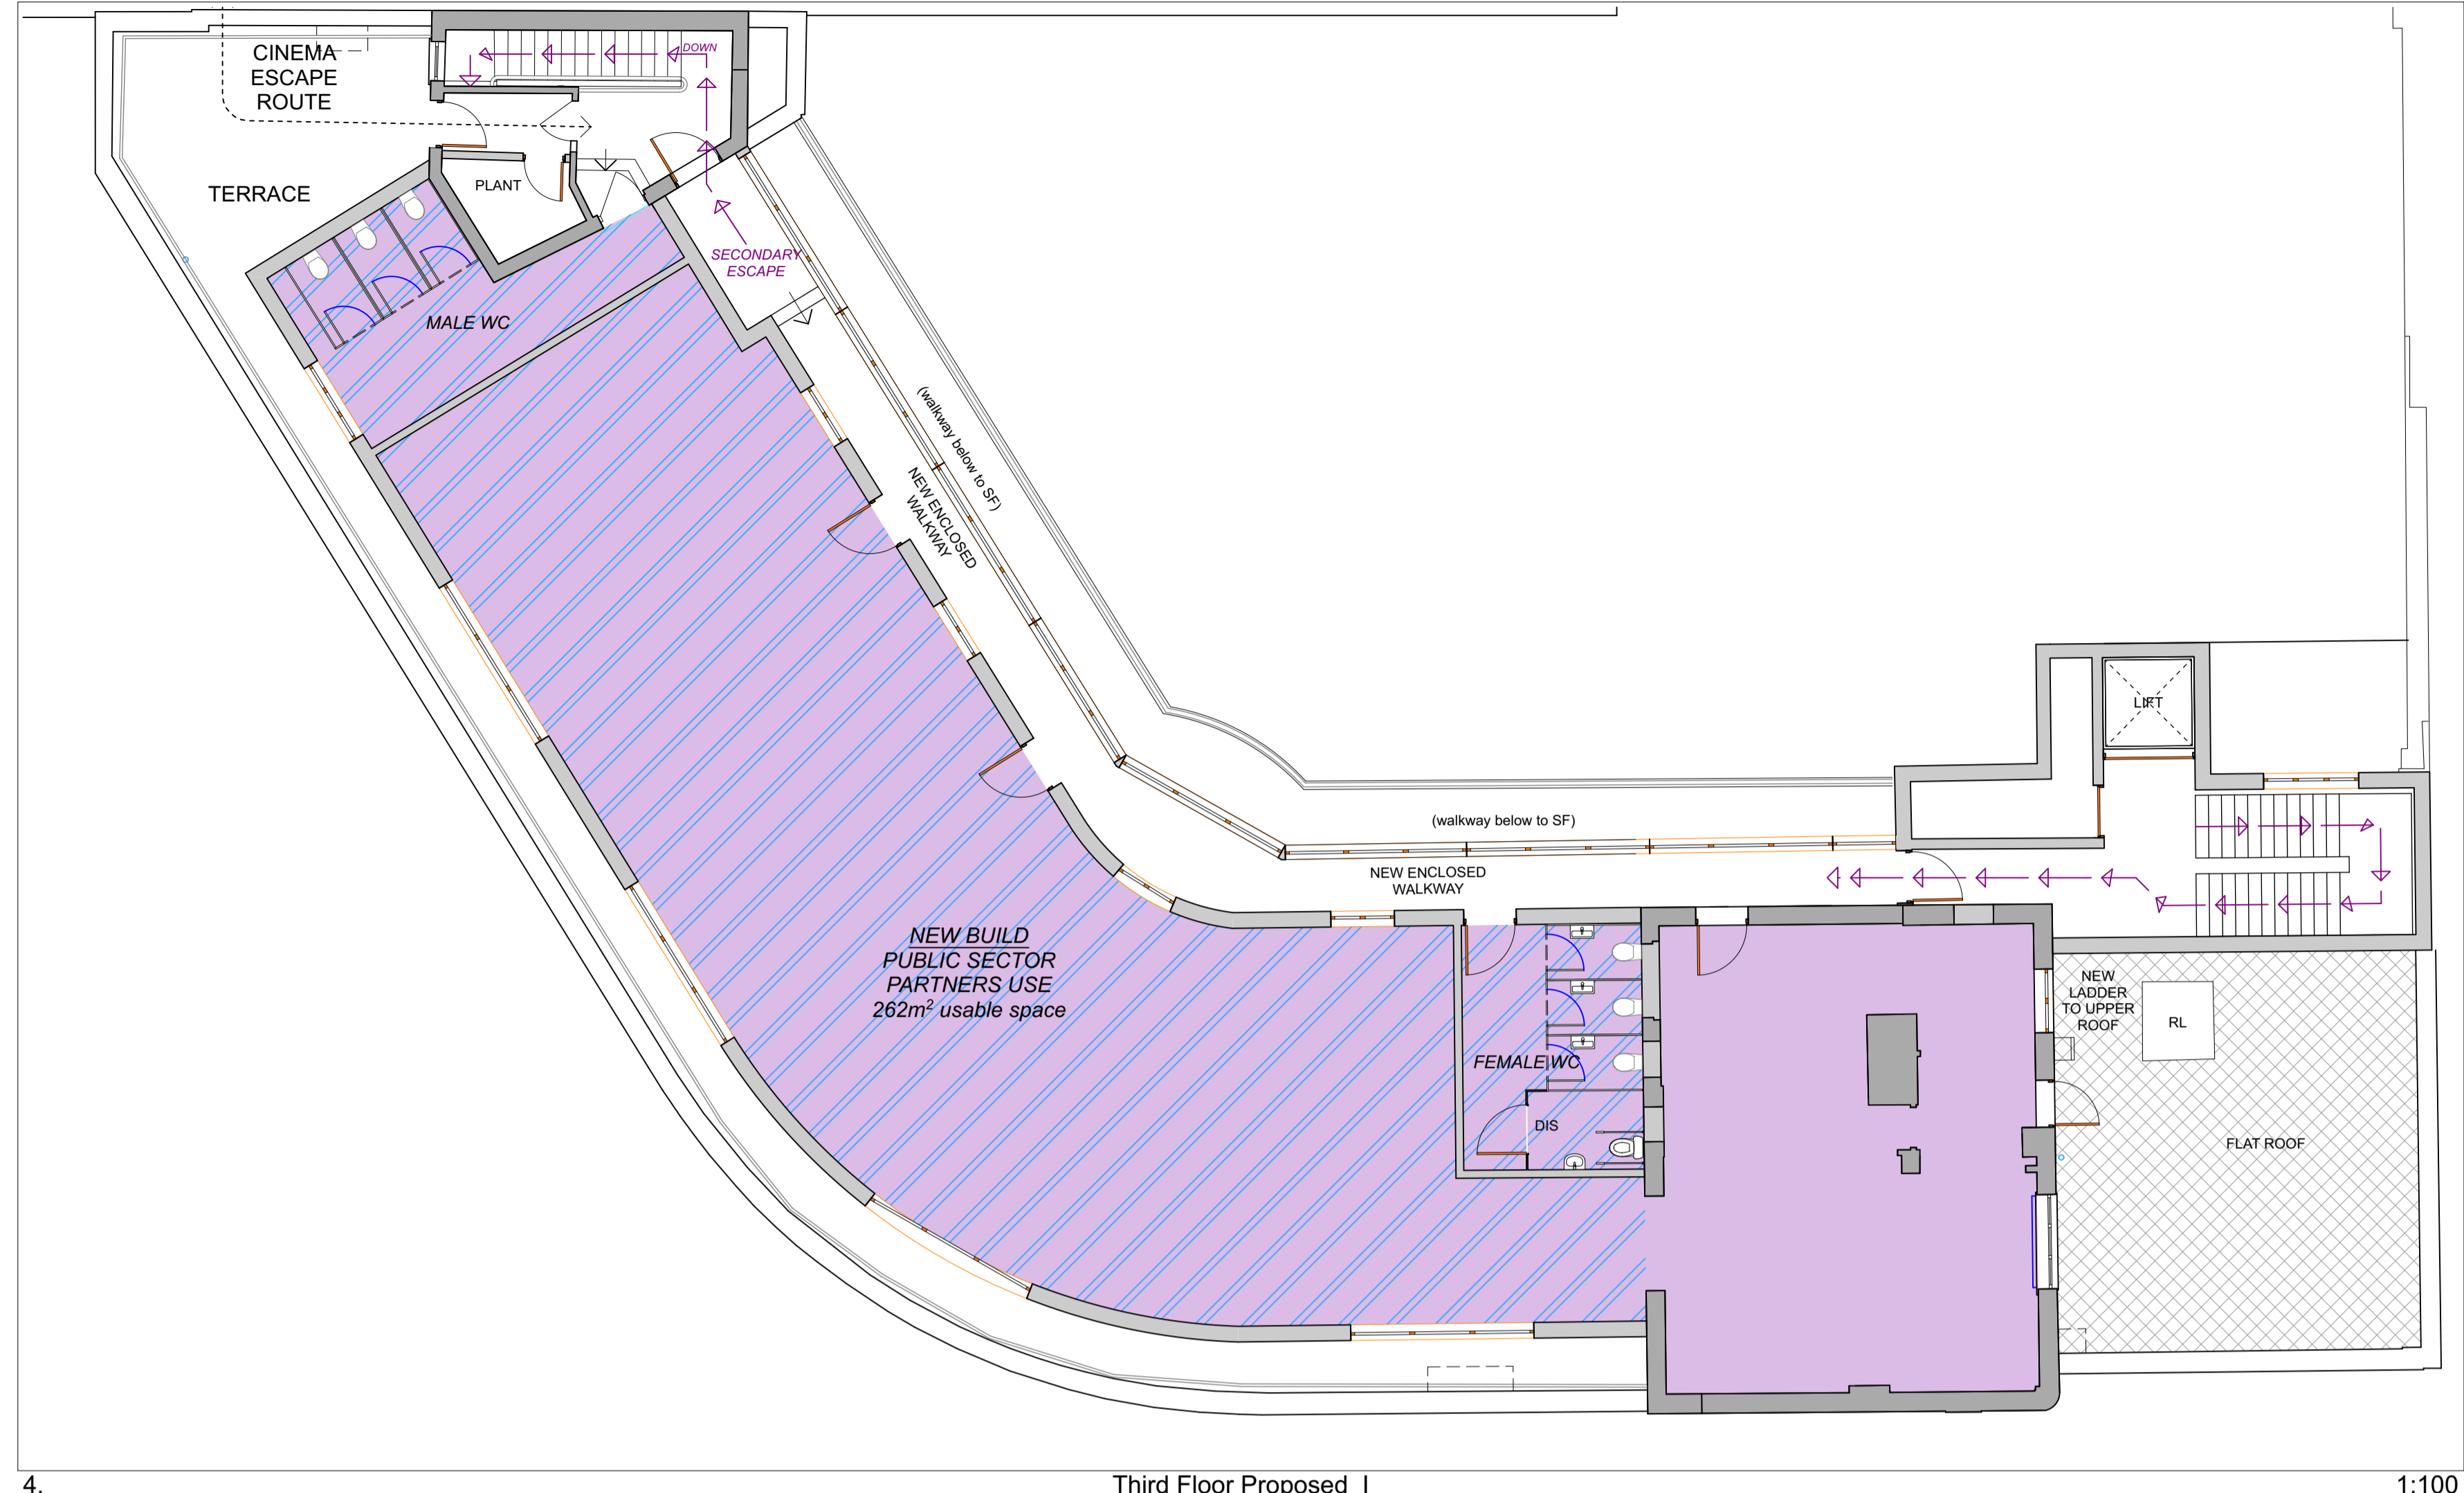 CINEMA
ESCAPE
ROUTE
DOWN
TERRACE
PLANT
SECONDARY
ESCAPE
MALE WC
(walkway below to SF)
NEW ENCLOSED
WALKWAY
LIFT
(walkway below to SF)
NEW ENCLOSED
WALKWAY
NEW BUILD
PUBLIC SECTOR
PARTNERS USE
262m² usable space
FEMALE WC
DIS
NEW
LADDER
TO UPPER
ROOF
RL
FLAT ROOF
4.
Third Floor Proposed_I
1:100